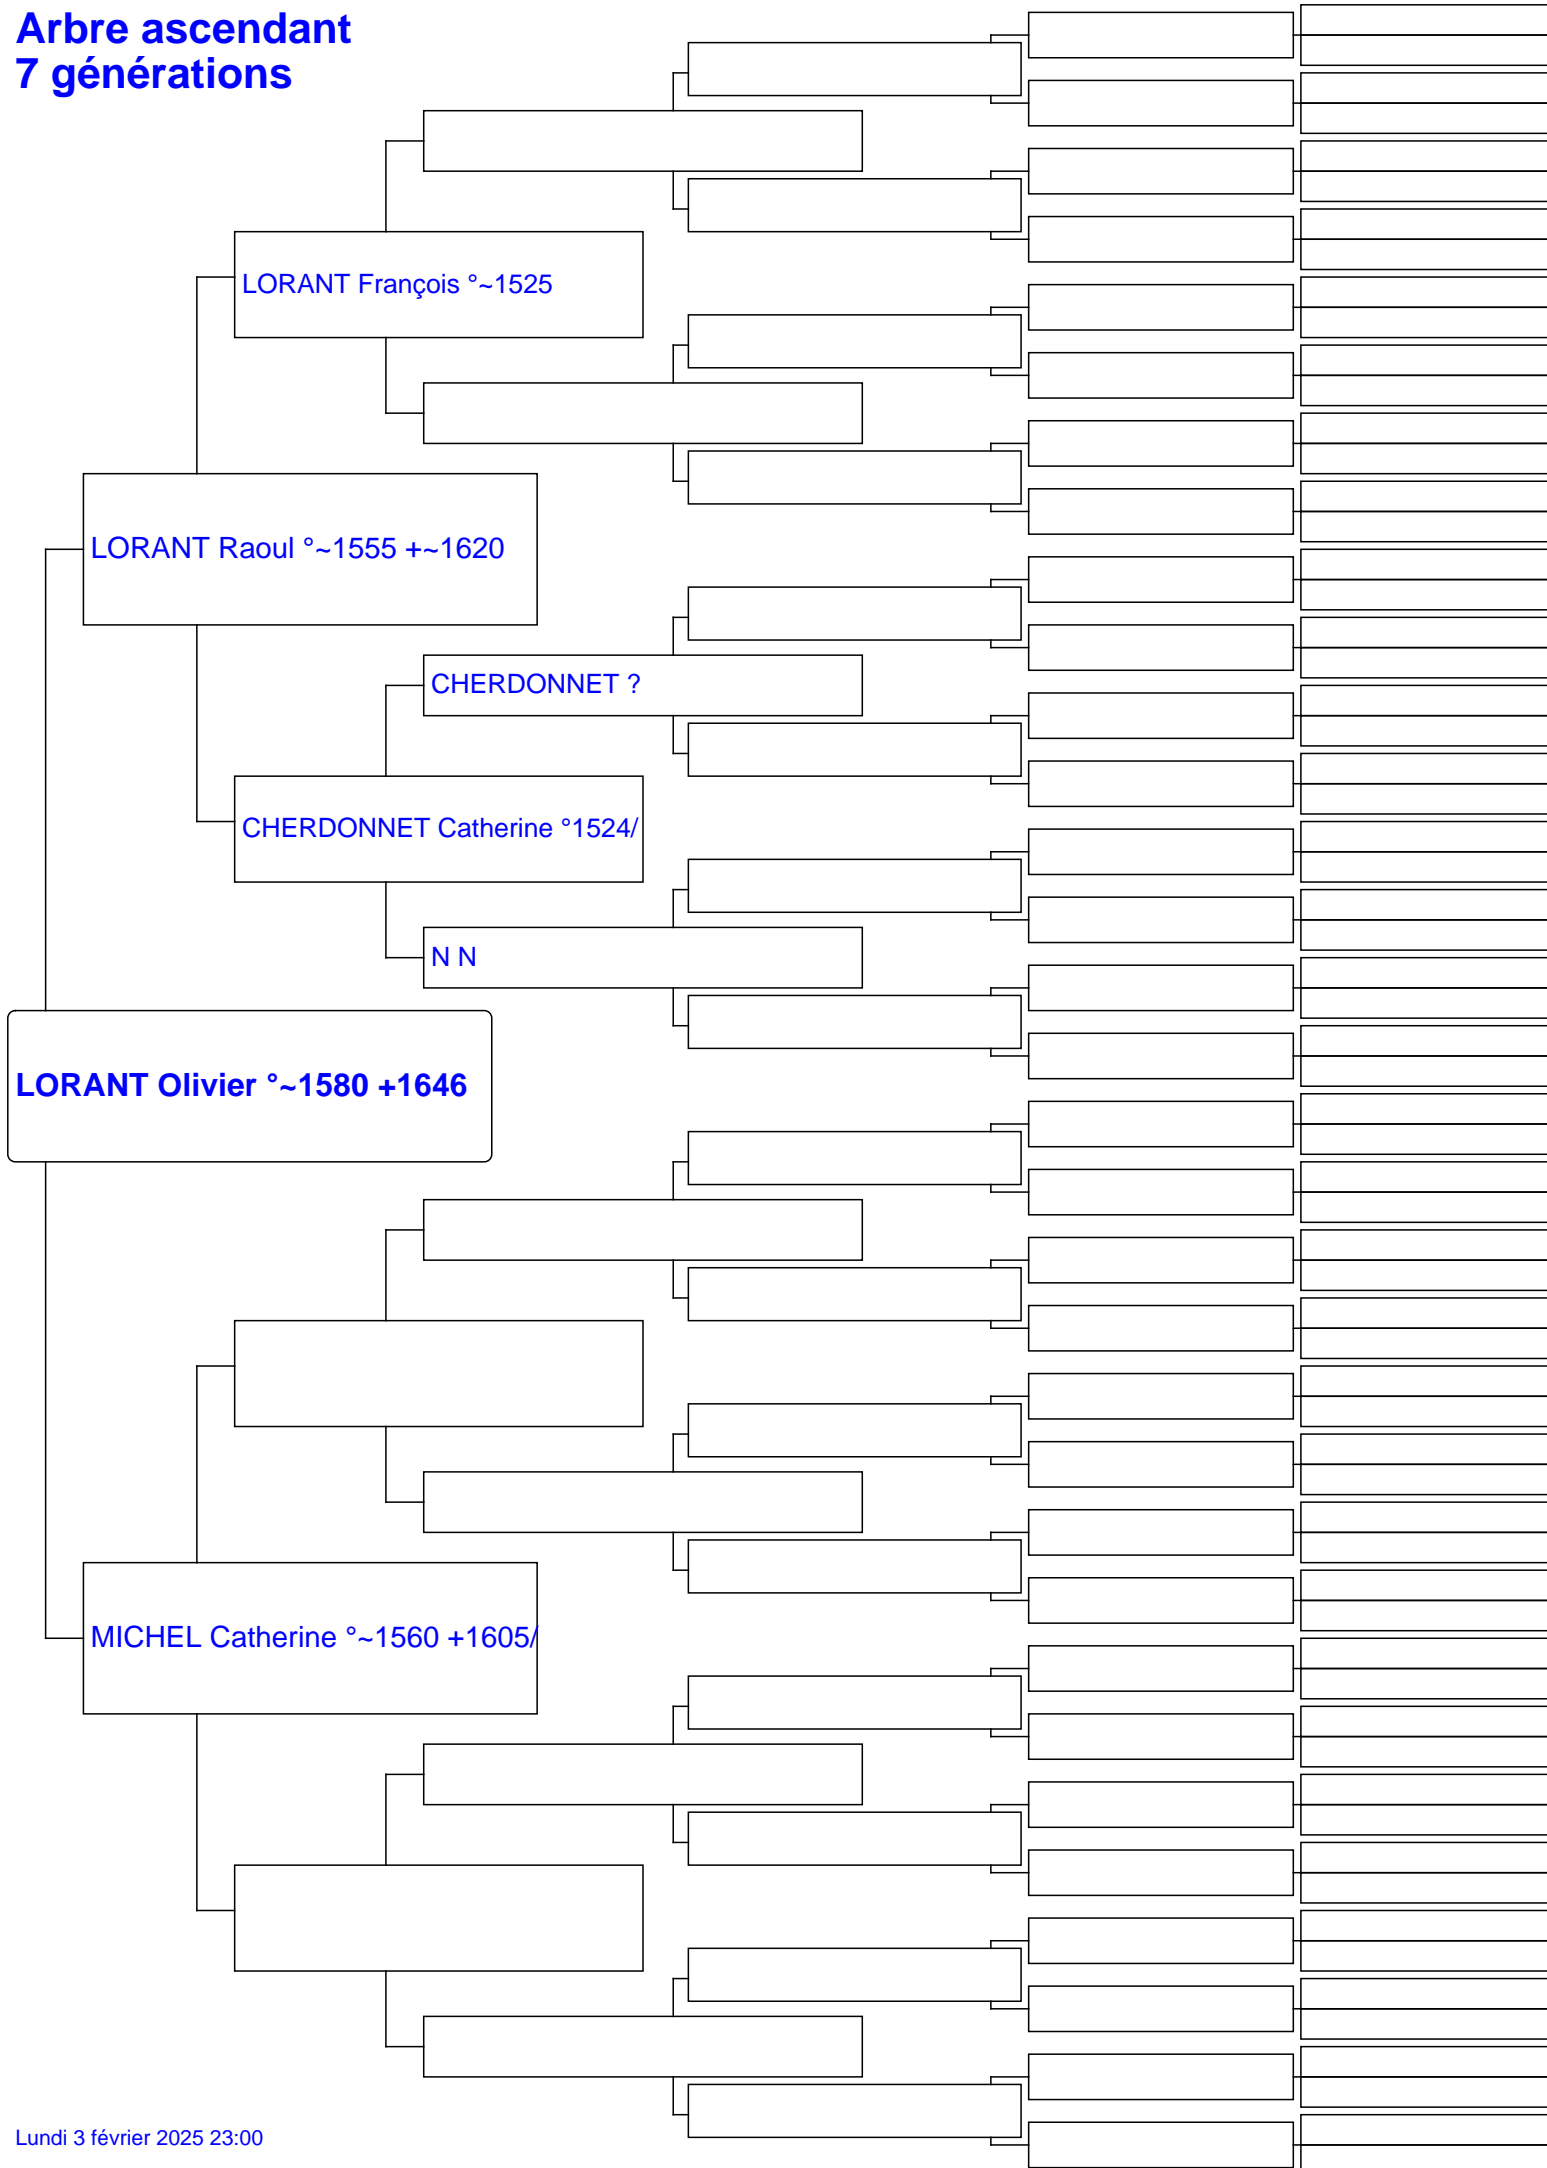 Arbre ascendant
7 générations
LORANT François °~1525
LORANT Raoul °~1555 +~1620
CHERDONNET ?
CHERDONNET Catherine °1524/
N N
LORANT Olivier °~1580 +1646
MICHEL Catherine °~1560 +1605/
Lundi 3 février 2025 23:00